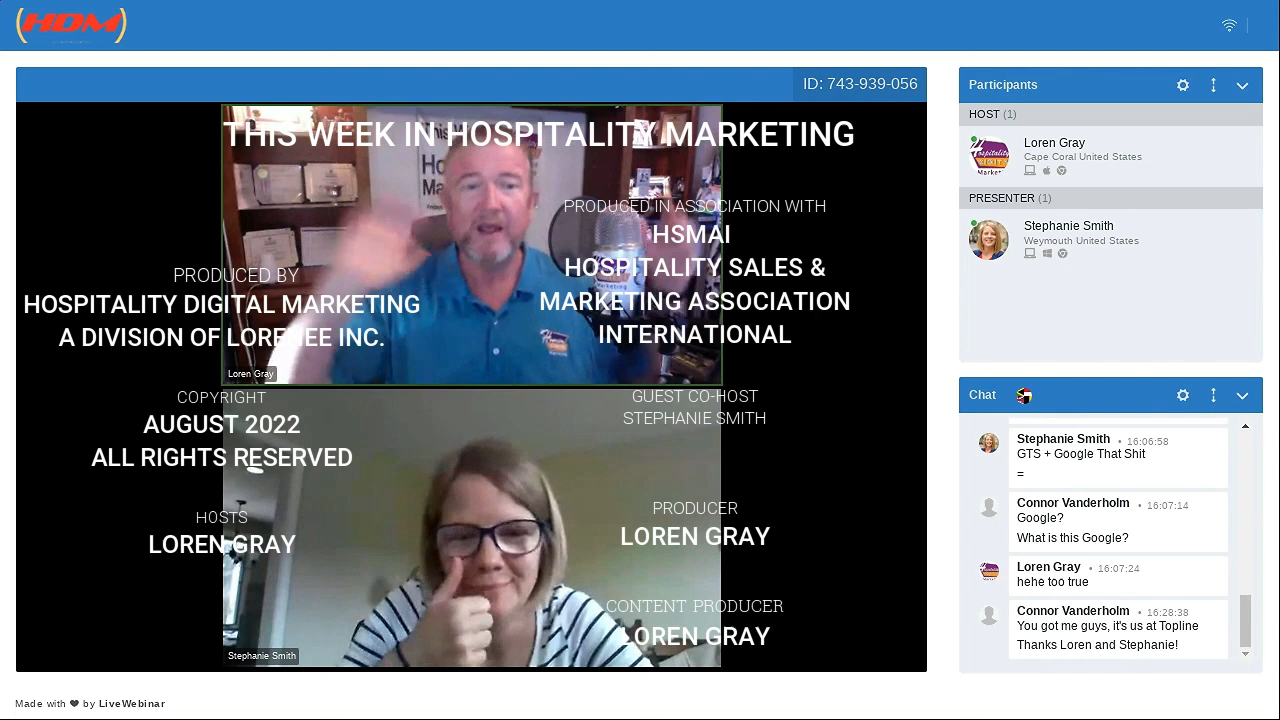 (HDM)
ID: 743-939-056
THIS WEEK IN HOSPITALITY MARKETING
PRODUCED IN ASSOCIATION WITH
HSMAI
HOSPITALITY SALES &
MARKETING ASSOCIATION
INTERNATIONAL
PRODUCED BY
HOSPITALITY DIGITAL MARKETING
A DIVISION OF LORENEE INC.
Loren Gray
COPYRIGHT
AUGUST 2022
ALL RIGHTS RESERVED
GUEST CO-HOST
STEPHANIE SMITH
HOSTS
LOREN GRAY
PRODUCER
LOREN GRAY
CONTENT PRODUCER
LOREN GRAY
Stephanie Smith
Participants
HOST (1)
Loren Gray
Cape Coral United States
PRESENTER (1)
Stephanie Smith
Weymouth United States
Chat
Stephanie Smith • 16:06:58
GTS + Google That Shit
=
Connor Vanderholm • 16:07:14
Google?
What is this Google?
Loren Gray • 16:07:24
hehe too true
Connor Vanderholm • 16:28:38
You got me guys, it's us at Topline
Thanks Loren and Stephanie!
Made with ❤ by LiveWebinar